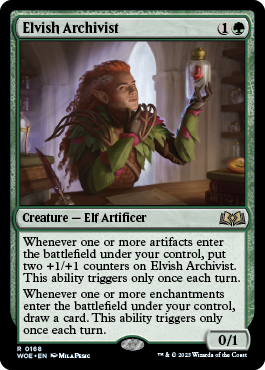 Elvish Archivist 1
Creature — Elf Artificer
Whenever one or more artifacts enter
the battlefield under your control, put
two +1/+1 counters on Elvish Archivist.
This ability triggers only once each turn.
Whenever one or more enchantments
enter the battlefield under your control,
draw a card. This ability triggers only
once each turn.
0/1
R 0168
WOE • EN MILA PESIC
™ & © 2023 Wizards of the Coast